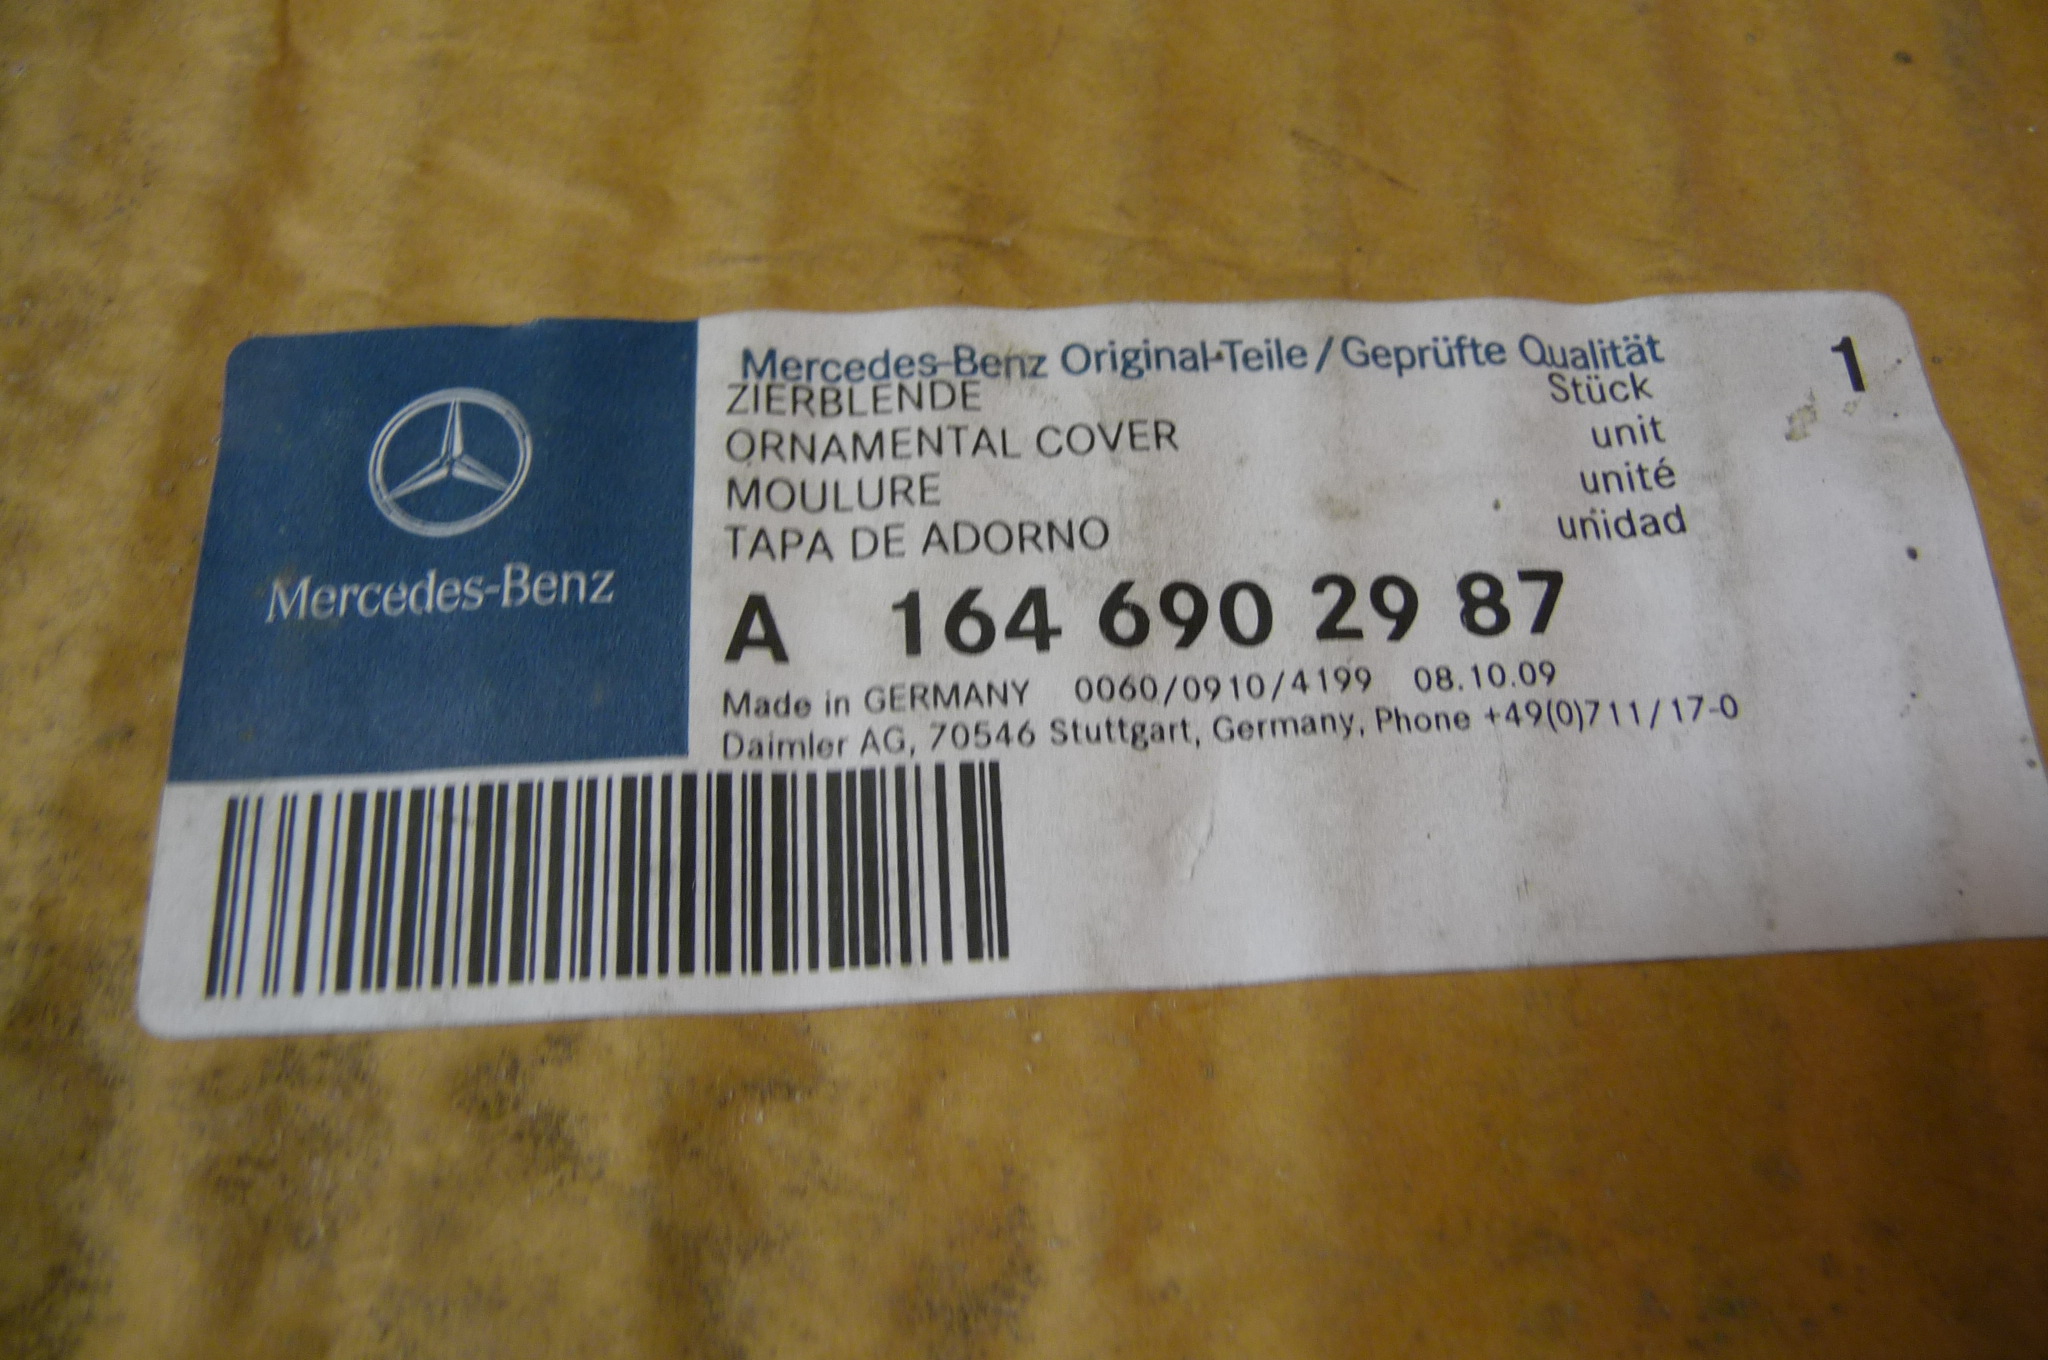 Mercedes-Benz
Mercedes-Benz Original-Teile/Geprüfte Qualität
ZIERBLENDE Stück 1
ORNAMENTAL COVER unit
MOULURE unité
TAPA DE ADORNO unidad
A 164 690 29 87
Made in GERMANY 0060/0910/4199 08.10.09
Daimler AG, 70546 Stuttgart, Germany, Phone +49(0)711/17-0